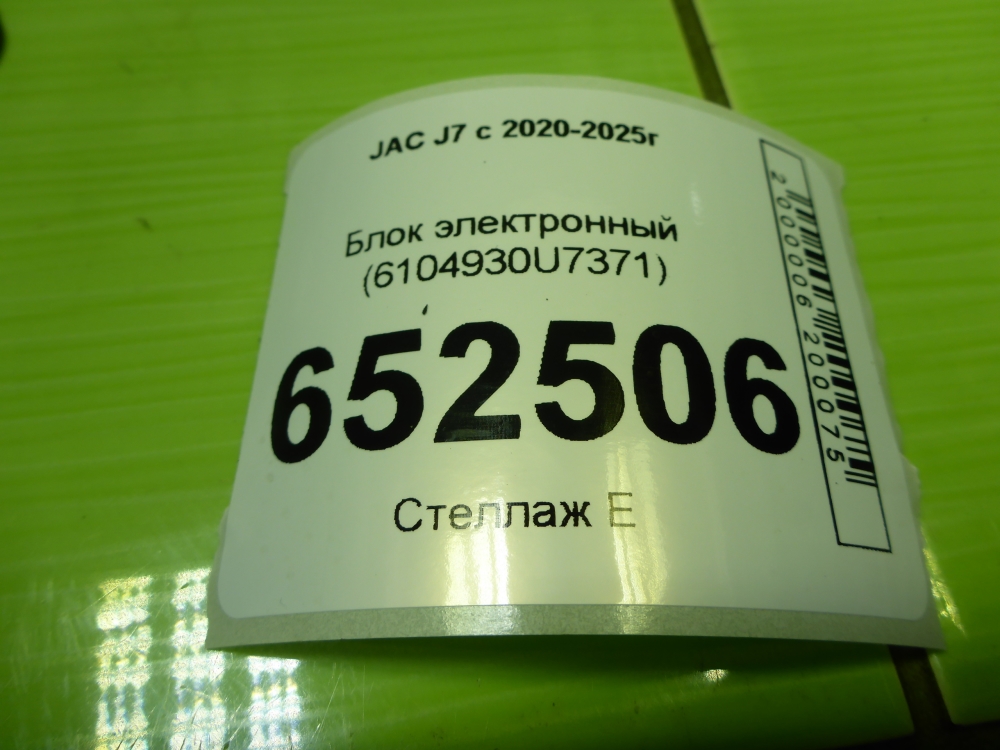 JAC J7 с 2020-2025г
Блок электронный
(6104930U7371)
652506
Стеллаж Е
2000006200075